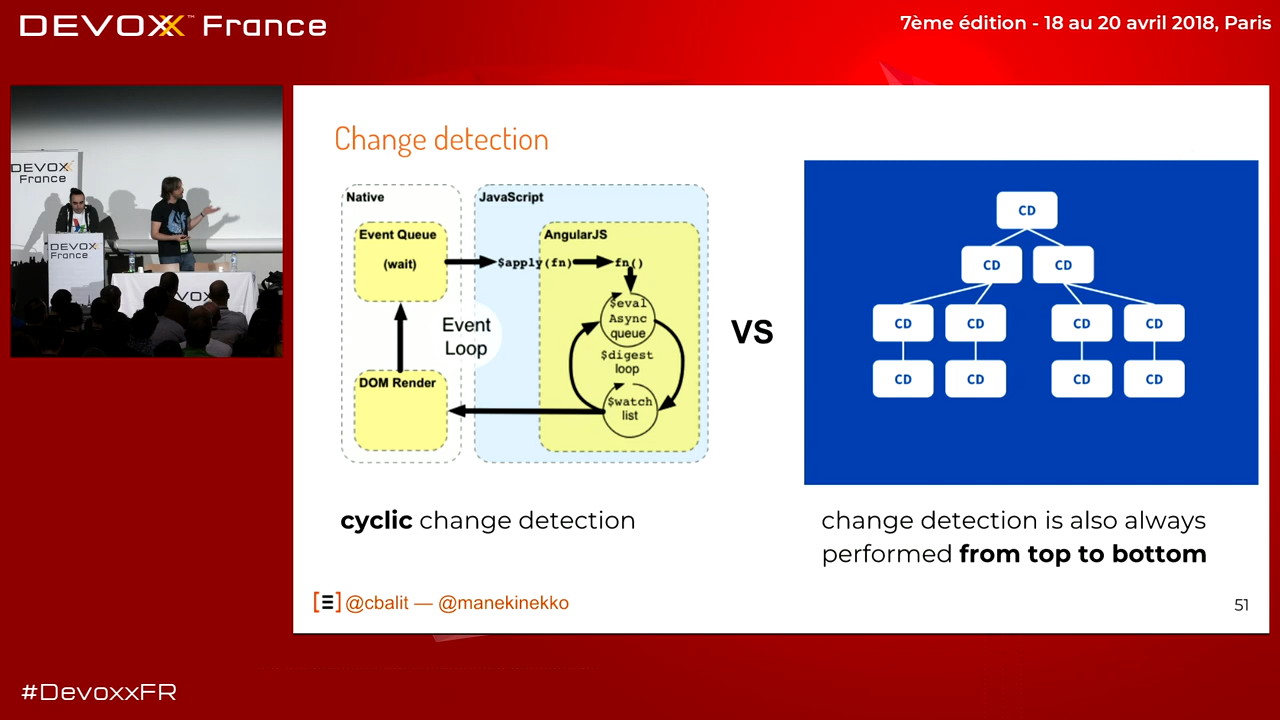 DEVOXX™ France
7ème édition - 18 au 20 avril 2018, Paris
DEVOXX
France
DEVOXX
France
VOX
Change detection
Native
JavaScript
Event Queue
(wait)
AngularJS
$apply(fn)
fn()
$eval
Async
queue
$digest
loop
$watch
list
Event
Loop
DOM Render
VS
CD
CD
CD
CD
CD
CD
CD
CD
CD
CD
CD
cyclic change detection
change detection is also always
performed from top to bottom
[Ξ] @cbalit — @manekinekko
51
#DevoxxFR